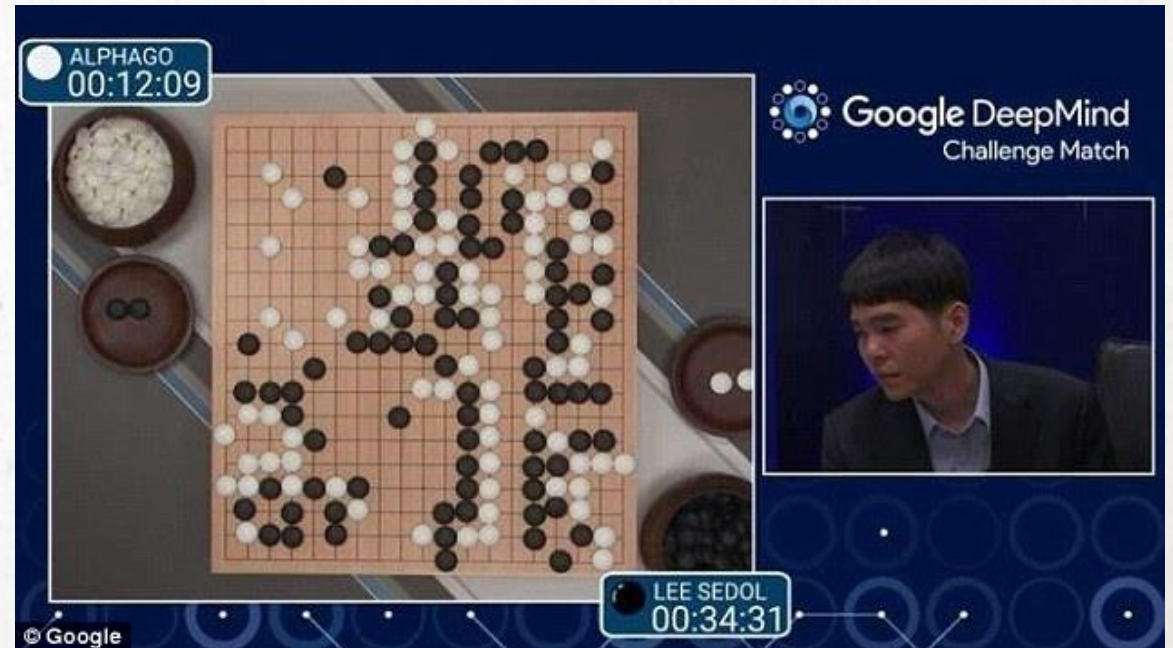 ALPHAGO
00:12:09
Google DeepMind
Challenge Match
LEE SEDOL
00:34:31
© Google